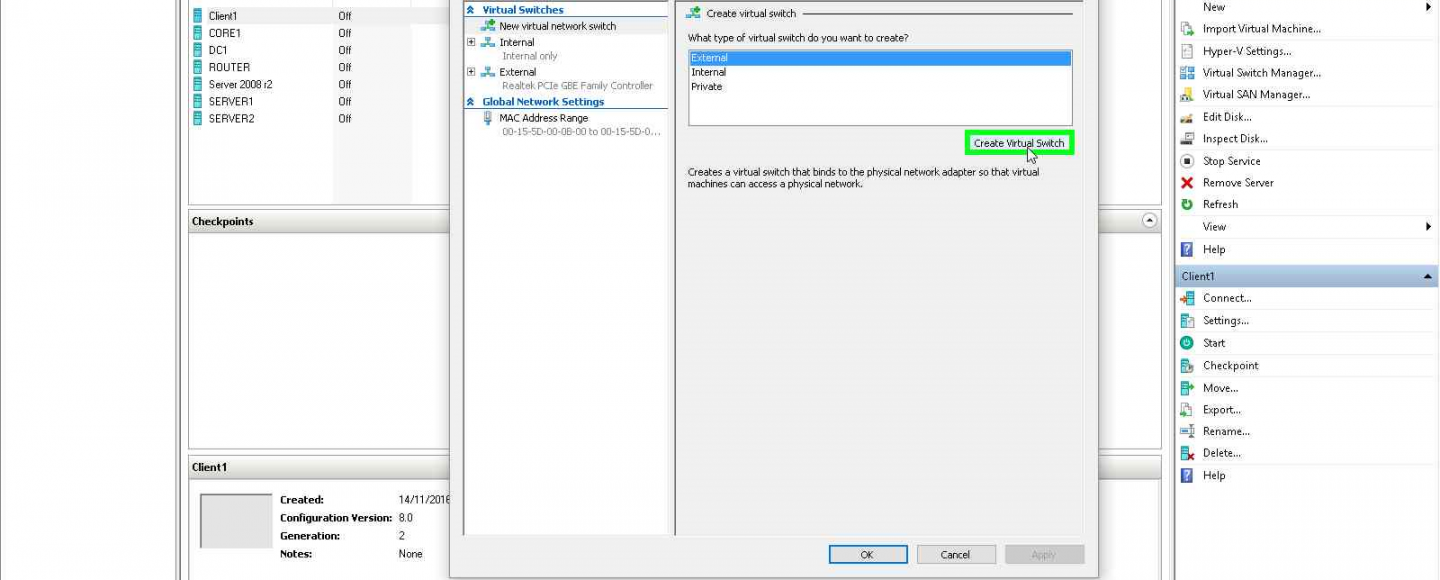 Client1 Off
CORE1 Off
DC1 Off
ROUTER Off
Server 2008 r2 Off
SERVER1 Off
SERVER2 Off
Checkpoints
Client1
Created: 14/11/2016
Configuration Version: 8.0
Generation: 2
Notes: None
Virtual Switches
New virtual network switch
Internal
Internal only
External
Realtek PCIe GBE Family Controller
Global Network Settings
MAC Address Range
00-15-5D-00-0B-00 to 00-15-5D-0...
Create virtual switch
What type of virtual switch do you want to create?
External
Internal
Private
Create Virtual Switch
Creates a virtual switch that binds to the physical network adapter so that virtual
machines can access a physical network.
OK Cancel Apply
New
Import Virtual Machine...
Hyper-V Settings...
Virtual Switch Manager...
Virtual SAN Manager...
Edit Disk...
Inspect Disk...
Stop Service
Remove Server
Refresh
View
Help
Client1
Connect...
Settings...
Start
Checkpoint
Move...
Export...
Rename...
Delete...
Help